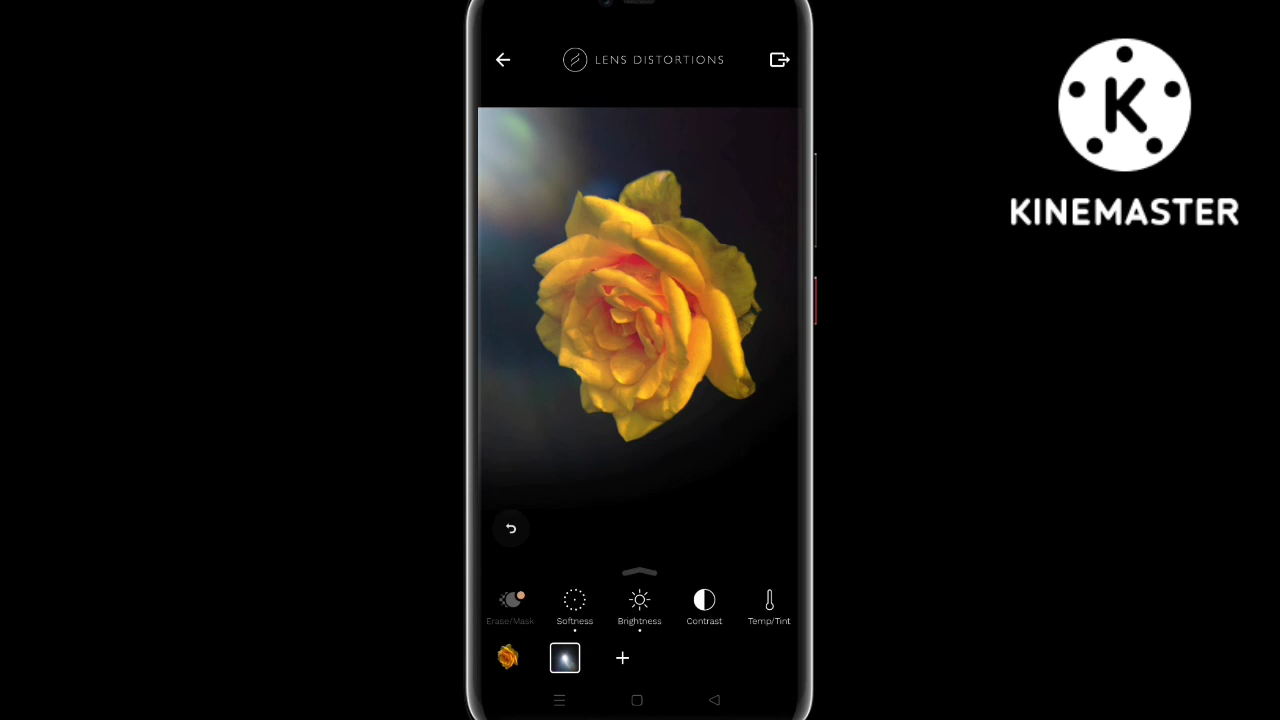 LENS DISTORTIONS
KINEMASTER
Erase/Mask
Softness
Brightness
Contrast
Temp/Tint